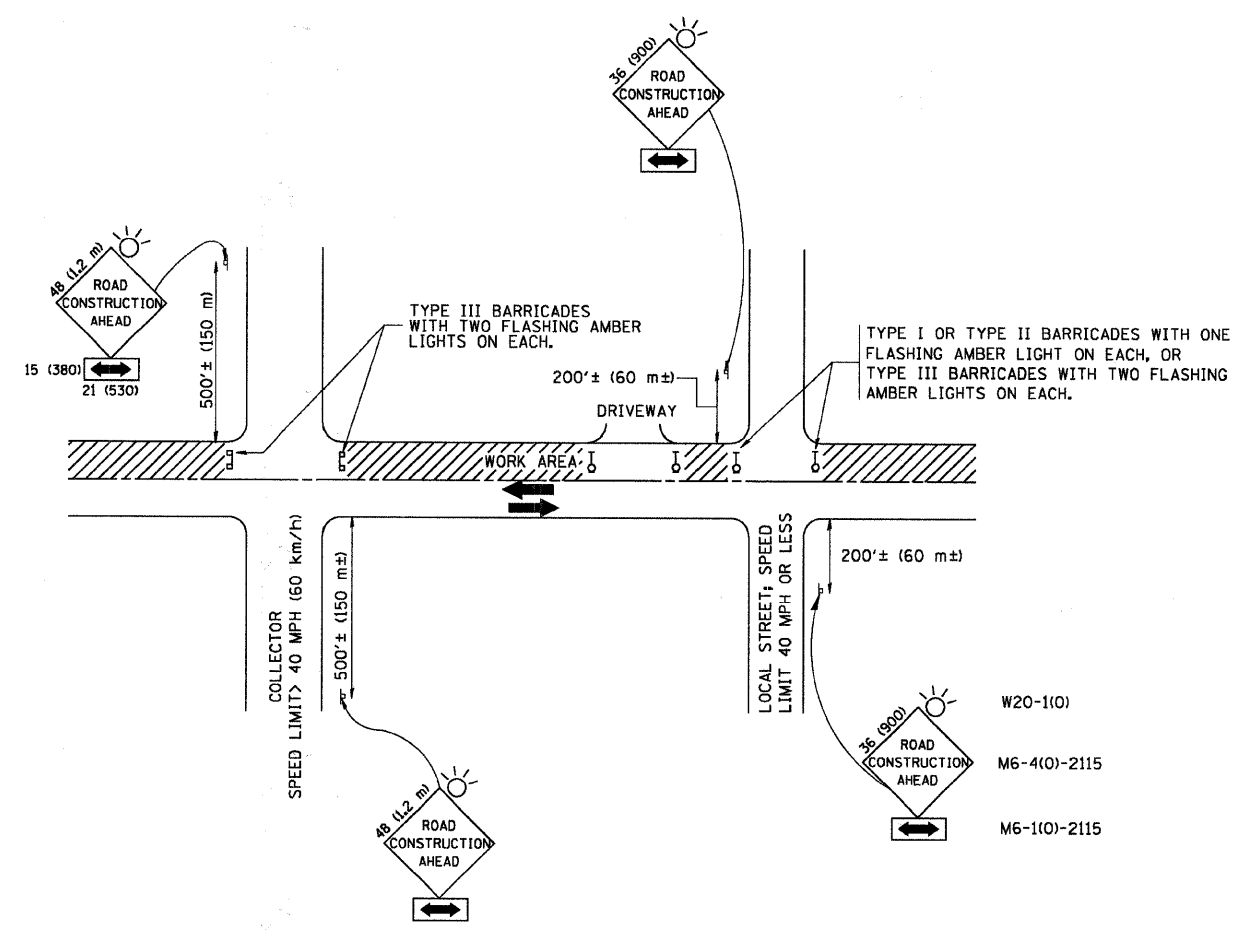 36 (900)
ROAD
CONSTRUCTION
AHEAD
48 (1.2 m)
ROAD
CONSTRUCTION
AHEAD
15 (380)
21 (530)
500'± (150 m)
TYPE III BARRICADES
WITH TWO FLASHING AMBER
LIGHTS ON EACH.
200'± (60 m±)
DRIVEWAY
TYPE I OR TYPE II BARRICADES WITH ONE
FLASHING AMBER LIGHT ON EACH, OR
TYPE III BARRICADES WITH TWO FLASHING
AMBER LIGHTS ON EACH.
WORK AREA
COLLECTOR
SPEED LIMIT> 40 MPH (60 km/h)
500'± (150 m±)
LOCAL STREET; SPEED
LIMIT 40 MPH OR LESS
200'± (60 m±)
48 (1.2 m)
ROAD
CONSTRUCTION
AHEAD
36 (900)
ROAD
CONSTRUCTION
AHEAD
W20-1(O)
M6-4(O)-2115
M6-1(O)-2115